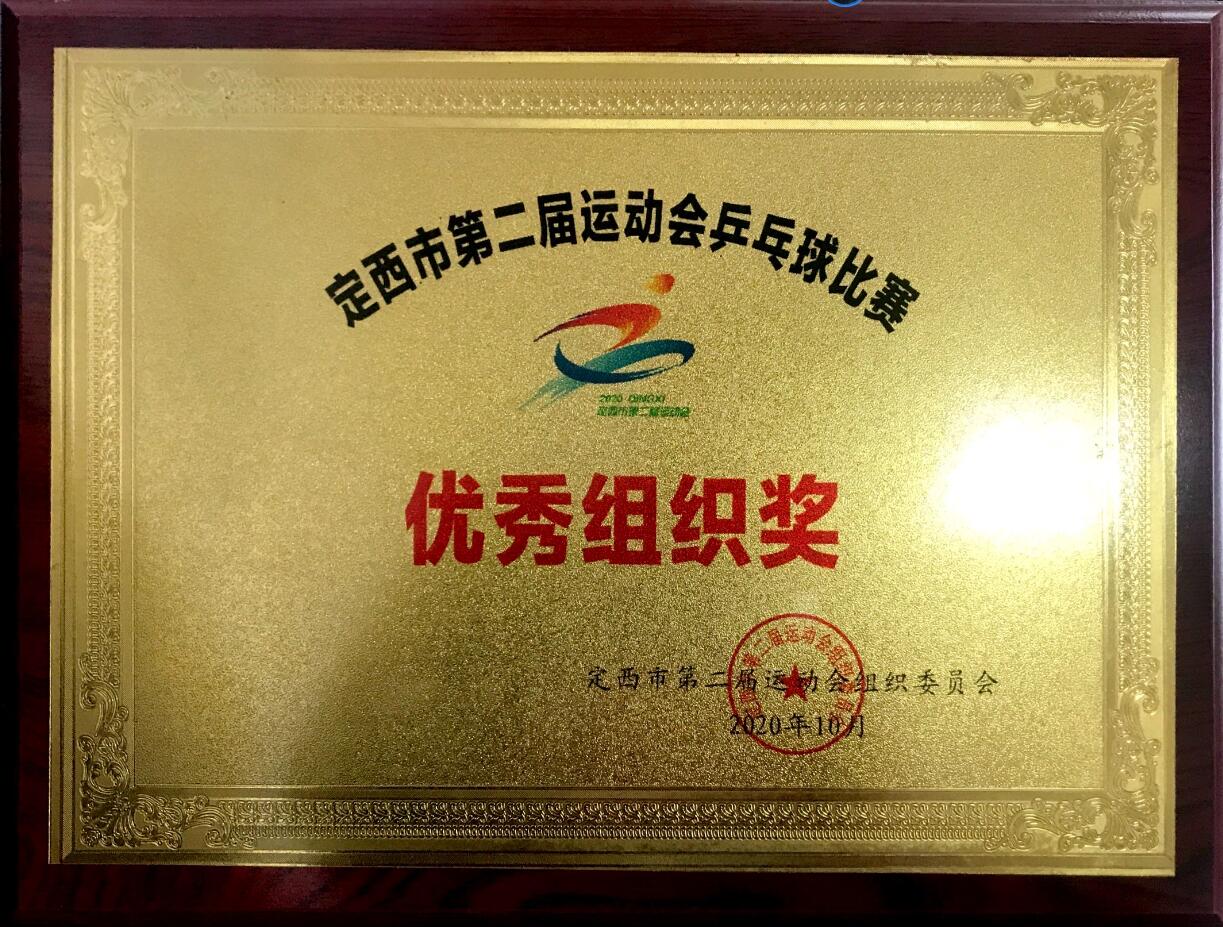 定西市第二届运动会乒乓球比赛
2020 DINGXI
定西市第二届运动会
优秀组织奖
定西市第二届运动会组织委员会
2020年10月